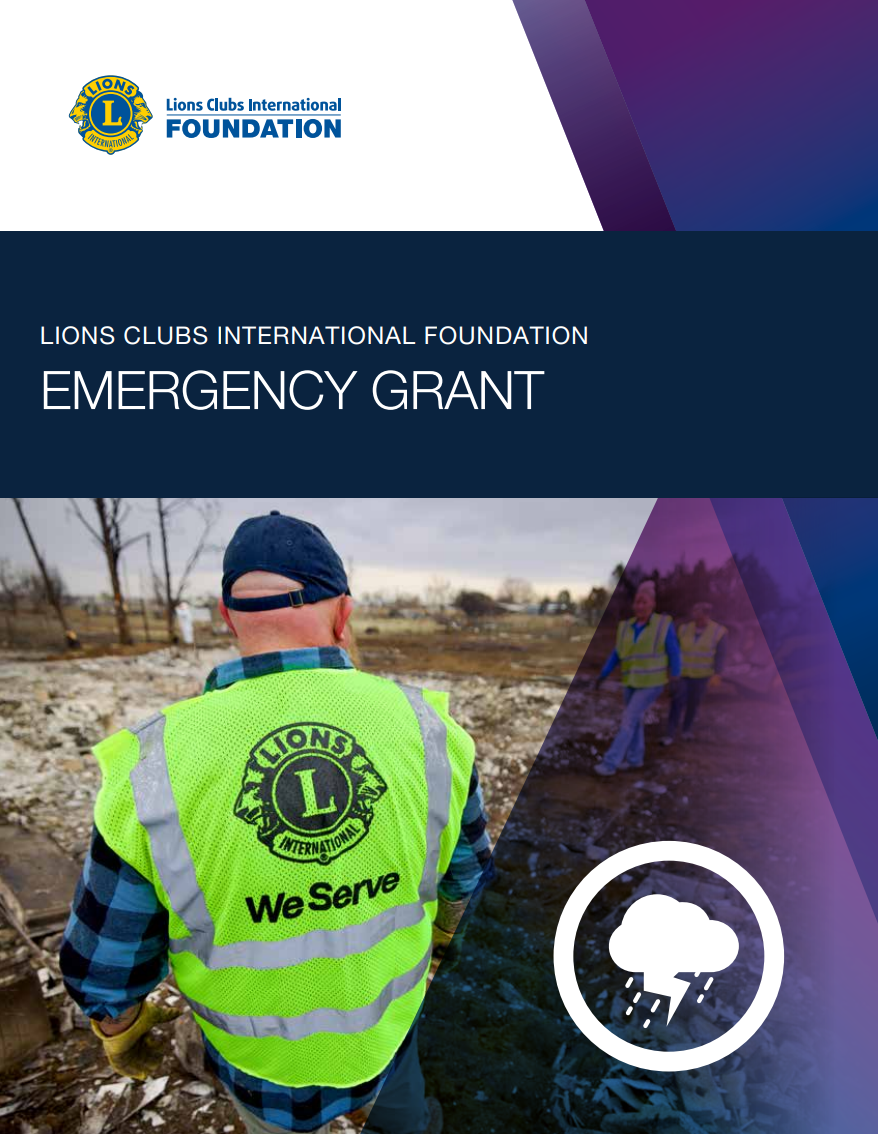 LIONS
L
INTERNATIONAL
Lions Clubs International
FOUNDATION
LIONS CLUBS INTERNATIONAL FOUNDATION
EMERGENCY GRANT
LIONS
L
INTERNATIONAL
We Serve